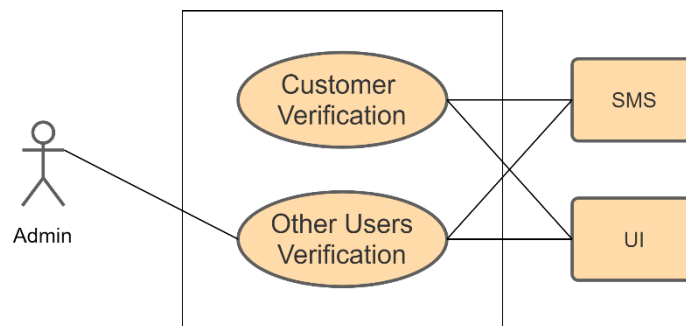 Customer
Verification
SMS
Admin
Other Users
Verification
UI